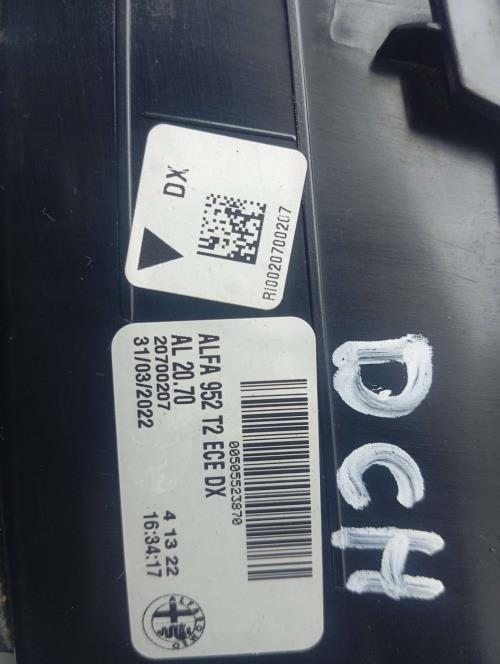 DX
RI0020700207
00505523870
ALFA 952 T2 ECE DX
AL 20.70
20700207
31/03/2022
4 13 22
16:34:17
DCH